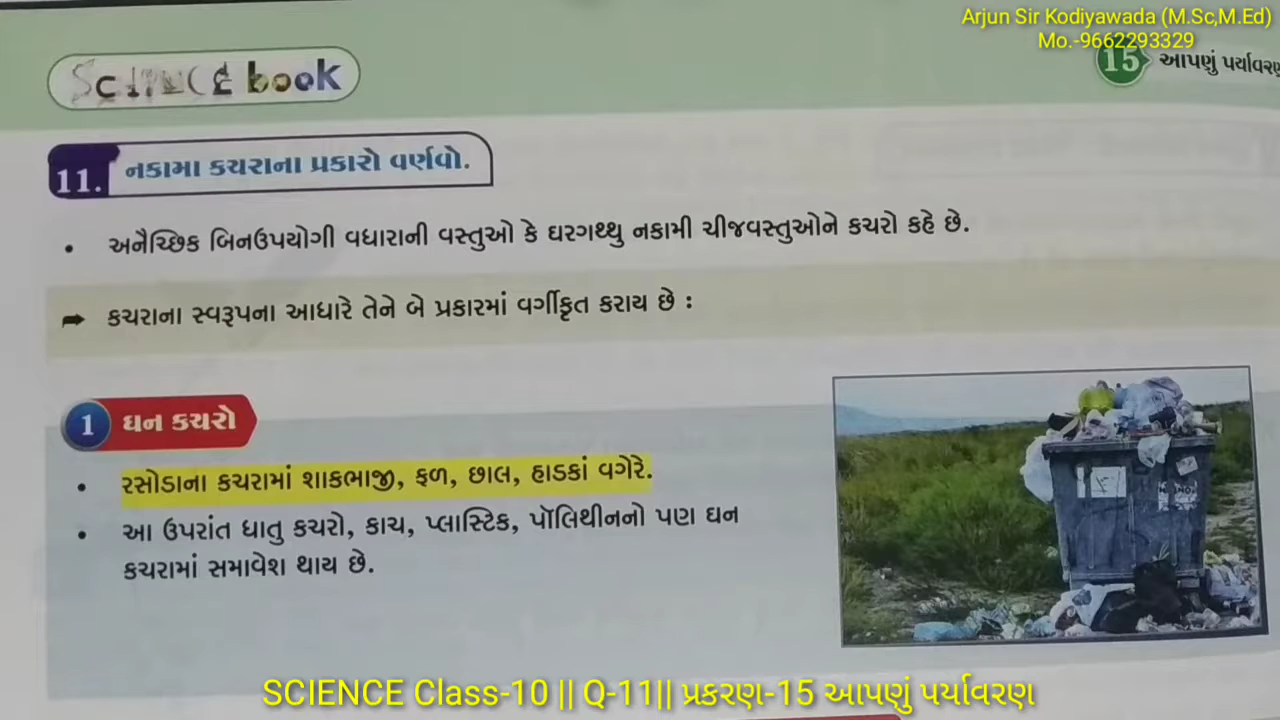 Arjun Sir Kodiyawada (M.Sc,M.Ed)
Mo.-9662293329
SCIENCE book
15 આપણું પર્યાવરણ
11. નકામા કચરાના પ્રકારો વર્ણવો.
• અનૈચ્છિક બિનઉપયોગી વધારાની વસ્તુઓ કે ઘરગથ્થુ નકામી ચીજવસ્તુઓને કચરો કહે છે.
➡ કચરાના સ્વરૂપના આધારે તેને બે પ્રકારમાં વર્ગીકૃત કરાય છે :
1 ઘન કચરો
• રસોડાના કચરામાં શાકભાજી, ફળ, છાલ, હાડકાં વગેરે.
• આ ઉપરાંત ધાતુ કચરો, કાચ, પ્લાસ્ટિક, પૉલિથીનનો પણ ઘન
કચરામાં સમાવેશ થાય છે.
SCIENCE Class-10 || Q-11|| પ્રકરણ-15 આપણું પર્યાવરણ